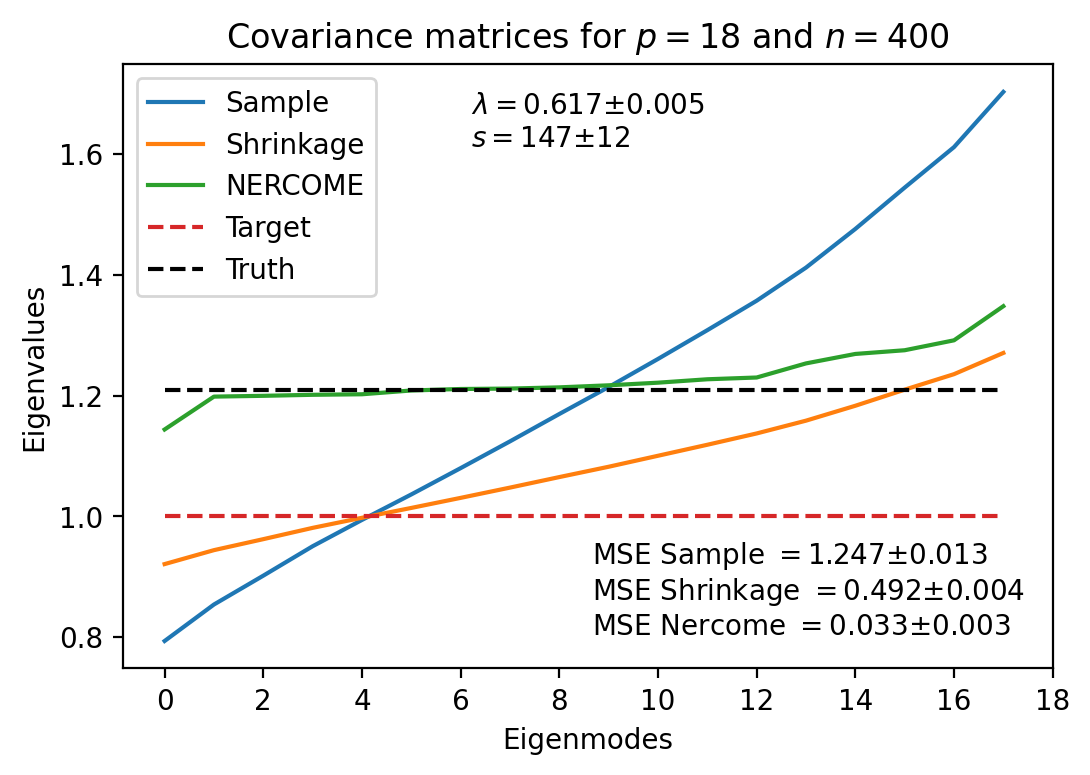 Covariance matrices for p = 18 and n = 400
Sample
Shrinkage
NERCOME
Target
Truth
λ = 0.617±0.005
s = 147±12
MSE Sample = 1.247±0.013
MSE Shrinkage = 0.492±0.004
MSE Nercome = 0.033±0.003
Eigenvalues
1.6
1.4
1.2
1.0
0.8
0 2 4 6 8 10 12 14 16 18
Eigenmodes